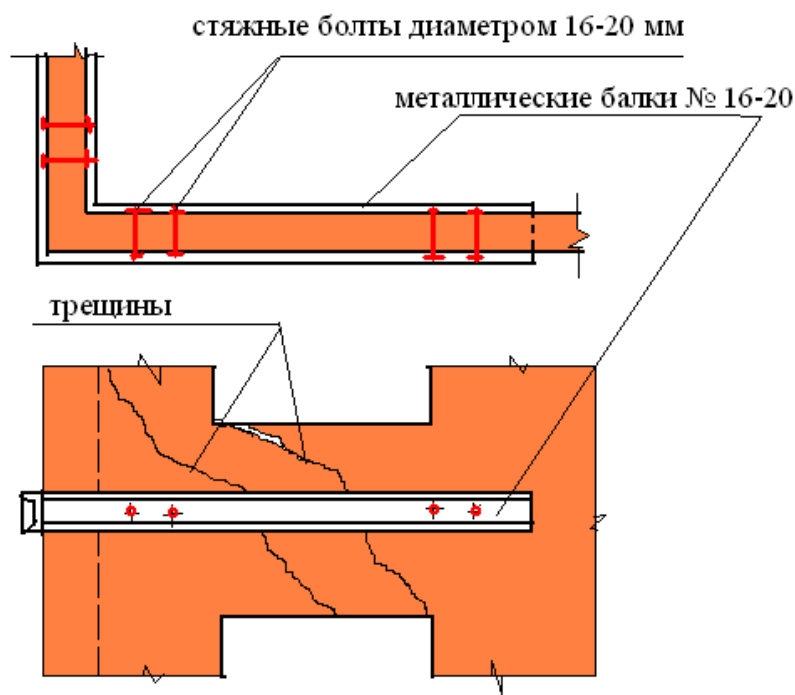 стяжные болты диаметром 16-20 мм
металлические балки № 16-20
трещины